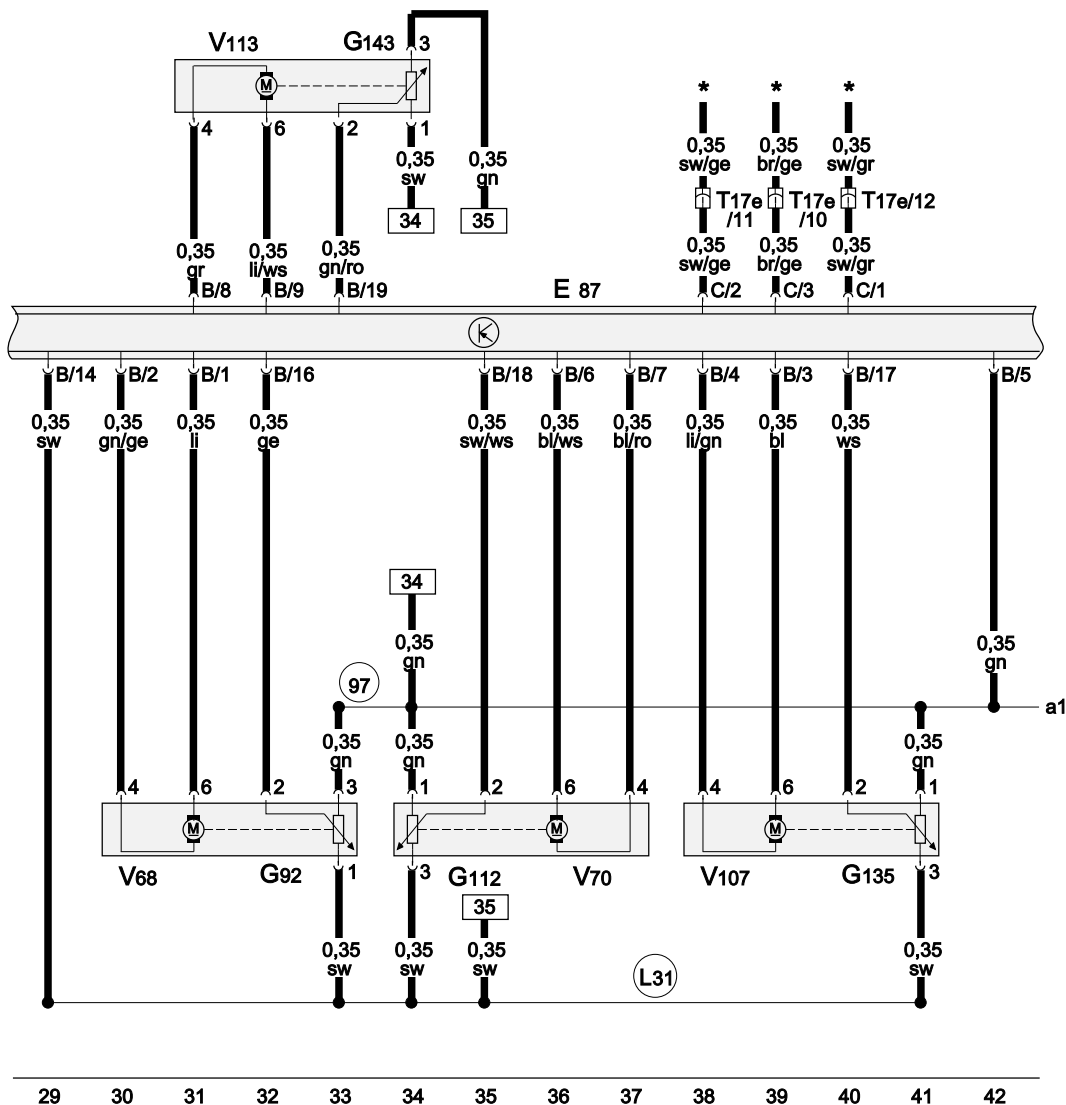 V113 G143 3
M
4 6 2 1
0,35 sw
0,35 gn
34 35
0,35 gr
0,35 li/ws
0,35 gn/ro
* * *
0,35 sw/ge
0,35 br/ge
0,35 sw/gr
T17e /11
T17e /10
T17e/12
0,35 sw/ge
0,35 br/ge
0,35 sw/gr
B/8 B/9 B/19 E 87 C/2 C/3 C/1
B/14 B/2 B/1 B/16 B/18 B/6 B/7 B/4 B/3 B/17 B/5
0,35 0,35 0,35 0,35 0,35 0,35 0,35 0,35 0,35 0,35
sw gn/ge li ge sw/ws bl/ws bl/ro li/gn bl ws
34
0,35 gn
0,35 gn
97
a1
0,35 gn
0,35 gn
0,35 gn
4 6 2 3 1 2 6 4 4 6 2 1
M M M
V68 G92 1 3 G112 V70 V107 G135 3
35
0,35 0,35 0,35 0,35
sw sw sw sw
L31
29 30 31 32 33 34 35 36 37 38 39 40 41 42